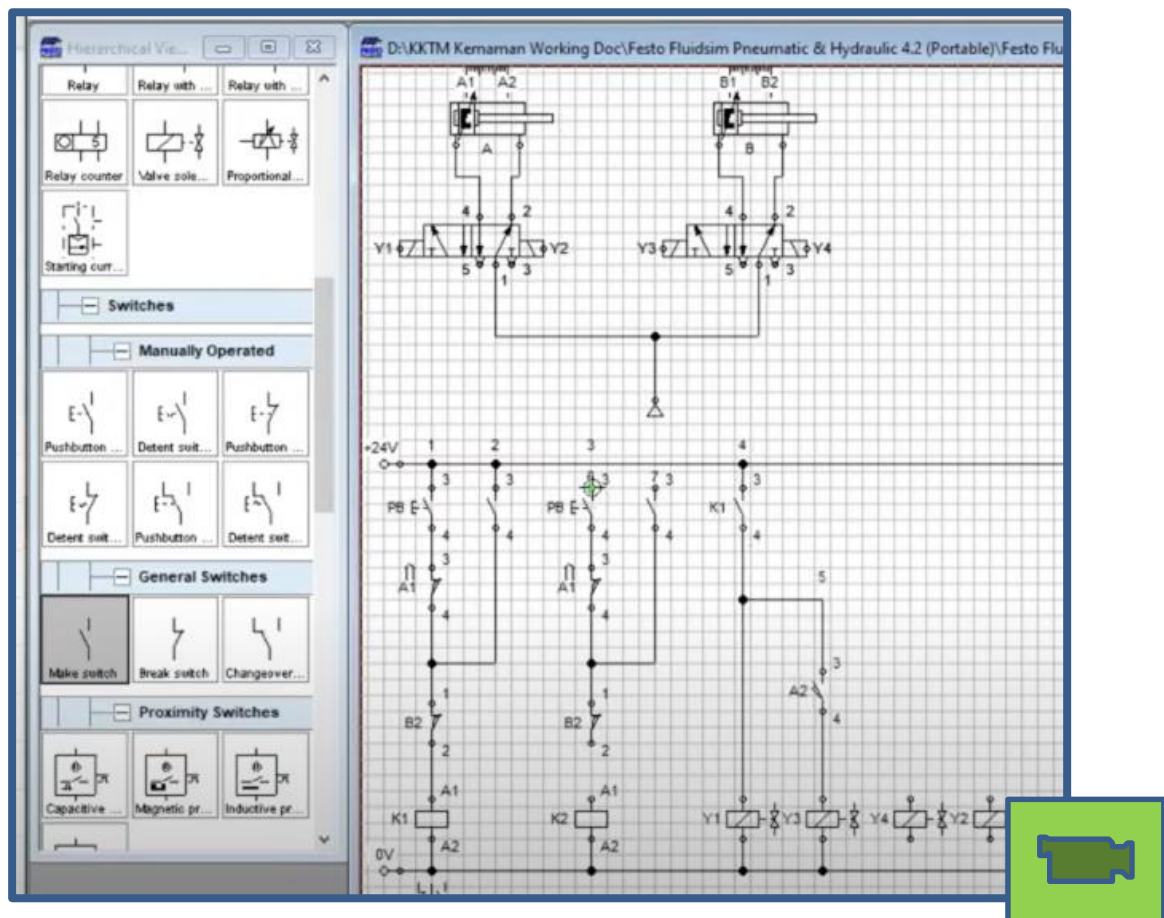 Hierarchical Vie...
D:\KKTM Kemaman Working Doc\Festo Fluidsim Pneumatic & Hydraulic 4.2 (Portable)\Festo Flu
Relay
Relay with ...
Relay with ...
5
Relay counter
Valve sole...
Proportional...
Starting curr...
Switches
Manually Operated
Pushbutton ...
Detent swit...
Pushbutton ...
Detent swit...
Pushbutton ...
Detent swit...
General Switches
Make switch
Break switch
Changeover...
Proximity Switches
Capacitive ...
Magnetic pr...
Inductive pr...
A1 A2
B1 B2
A
B
4 2
4 2
Y1
Y2
Y3
Y4
5 1 3
5 1 3
+24V
1 2 3 4
3 3 6 3 7 3 3
PB
PB
K1
4 4 4 4 4
3 3
A1
A1
4 4
5
3
A2
4
1 1
B2
B2
2 2
A1
A1
K1
K2
Y1
Y3
Y4
Y2
A2
A2
0V